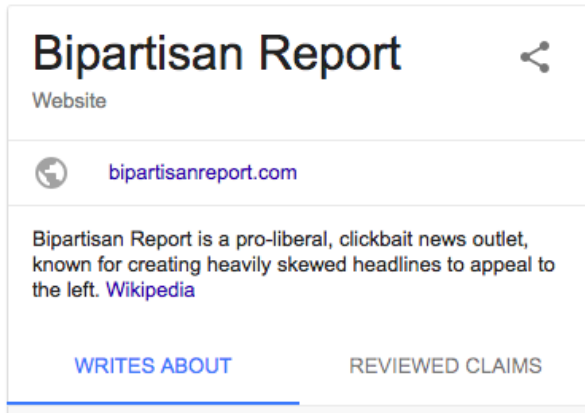 Bipartisan Report
Website
bipartisanreport.com
Bipartisan Report is a pro-liberal, clickbait news outlet,
known for creating heavily skewed headlines to appeal to
the left. Wikipedia
WRITES ABOUT REVIEWED CLAIMS